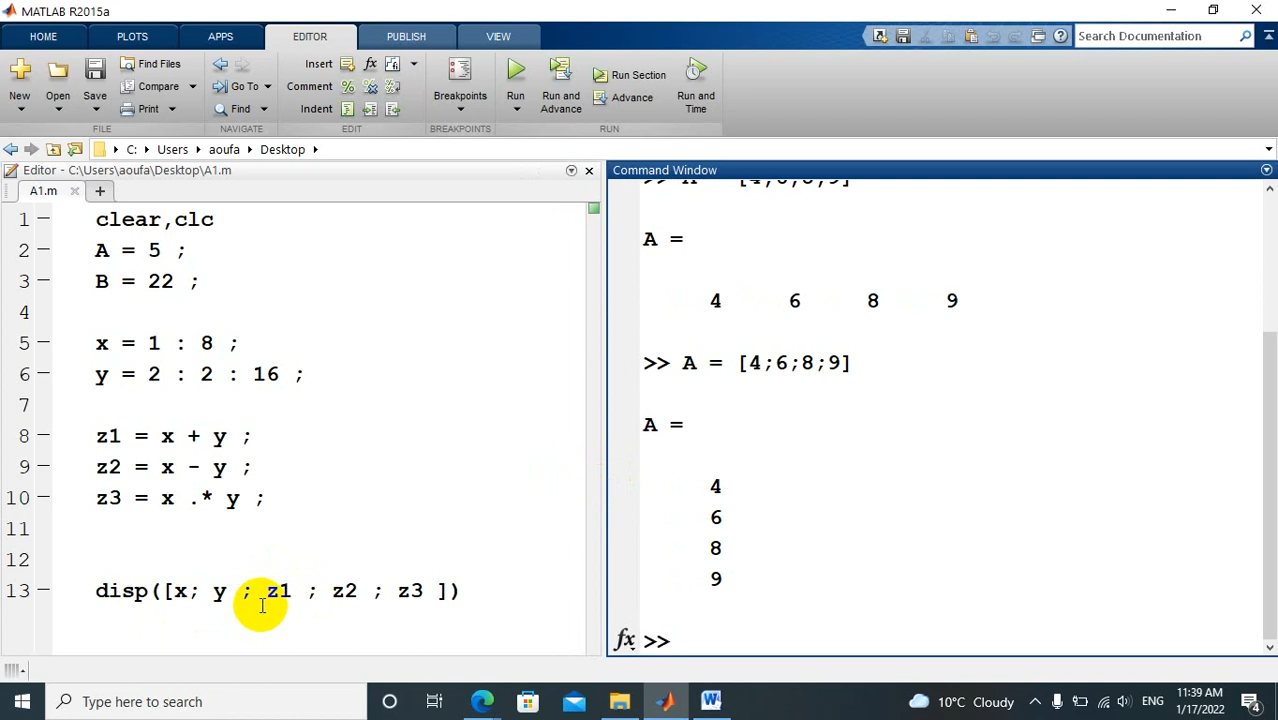 MATLAB R2015a
HOME PLOTS APPS EDITOR PUBLISH VIEW Search Documentation
New Open Save Find Files Compare Print Go To Find Insert Comment Indent fx Breakpoints Run Run and Advance Run Section Advance Run and Time
FILE NAVIGATE EDIT BREAKPOINTS RUN
C: Users aoufa Desktop
Editor - C:\Users\aoufa\Desktop\A1.m
A1.m
1 clear,clc
2 A = 5 ;
3 B = 22 ;
4
5 x = 1 : 8 ;
6 y = 2 : 2 : 16 ;
7
8 z1 = x + y ;
9 z2 = x - y ;
10 z3 = x .* y ;
11
12
13 disp([x; y ; z1 ; z2 ; z3 ])
Command Window
>> A = [4;6;8;9]
A =
4 6 8 9
>> A = [4;6;8;9]
A =
4
6
8
9
fx >>
Type here to search 10°C Cloudy ENG 11:39 AM 1/17/2022 4